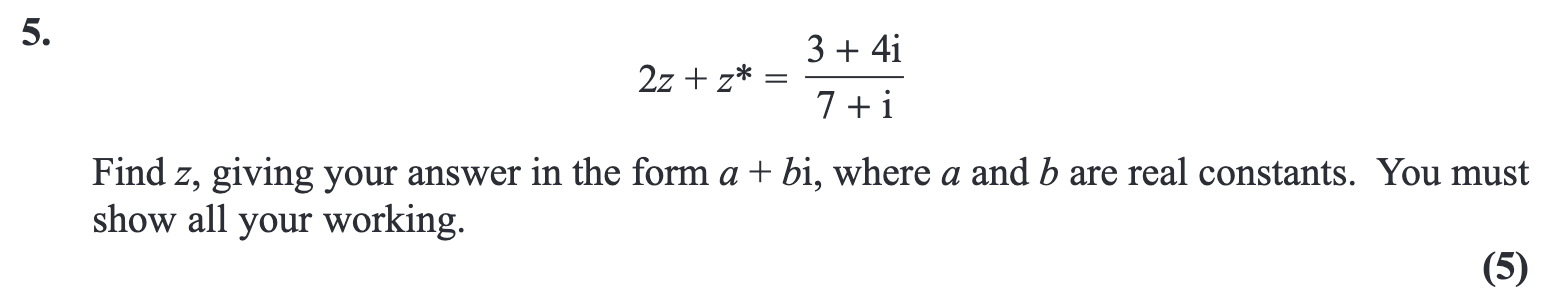 5.
2z + z* = \frac{3 + 4i}{7 + i}
Find z, giving your answer in the form a + bi, where a and b are real constants. You must
show all your working.
(5)